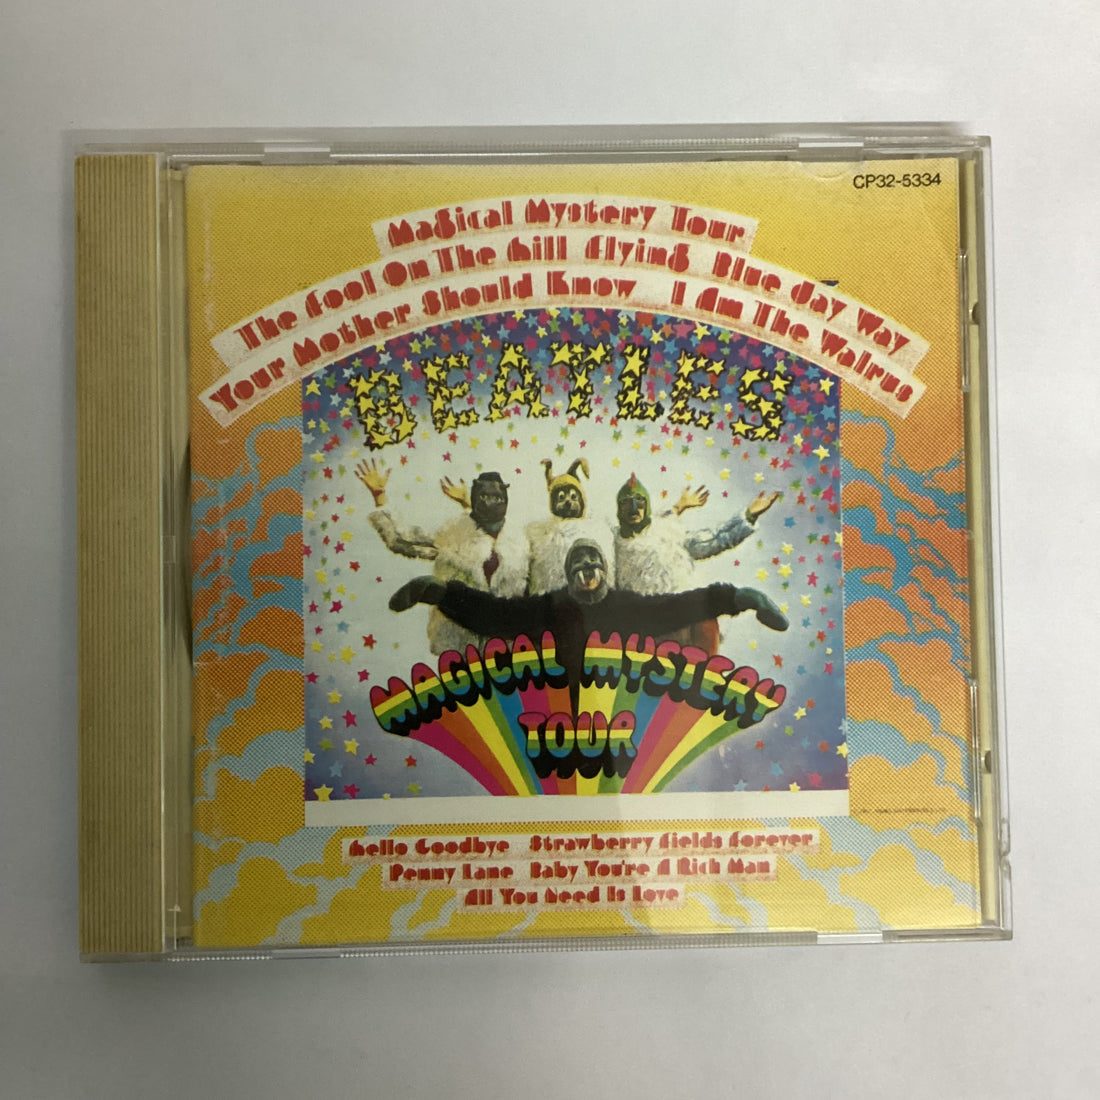 CP32-5334
Magical Mystery Tour
The Fool On The Hill Flying Blue Jay Way
Your Mother Should Know I Am The Walrus
BEATLES
MAGICAL MYSTERY
TOUR
Hello Goodbye Strawberry Fields Forever
Penny Lane Baby You're A Rich Man
All You Need Is Love